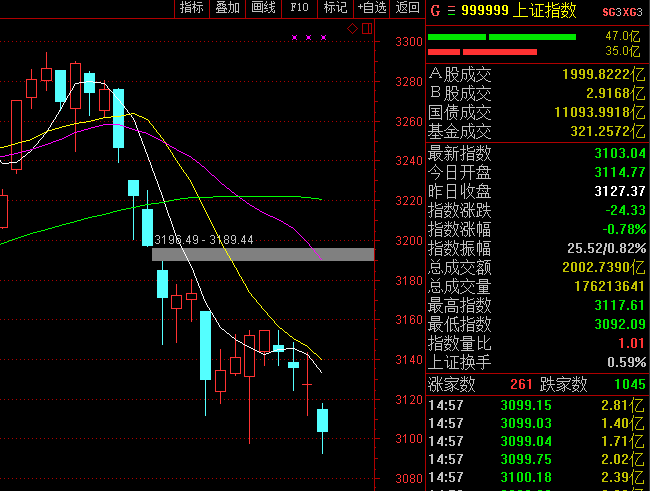 指标 叠加 画线 F10 标记 +自选 返回
G 999999 上证指数 $G3XG3
47.0亿
35.0亿
3300
3280
3260
3240
3220
3200
3180
3160
3140
3120
3100
3080
3196.49 - 3189.44
A股成交 1999.8222亿
B股成交 2.9168亿
国债成交 11093.9918亿
基金成交 321.2572亿
最新指数 3103.04
今日开盘 3114.77
昨日收盘 3127.37
指数涨跌 -24.33
指数涨幅 -0.78%
指数振幅 25.52/0.82%
总成交额 2002.7390亿
总成交量 176213641
最高指数 3117.61
最低指数 3092.09
指数量比 1.01
上证换手 0.59%
涨家数 261 跌家数 1045
14:57 3099.15 2.81亿
14:57 3099.03 1.40亿
14:57 3099.04 1.71亿
14:57 3099.75 2.02亿
14:57 3100.18 2.39亿